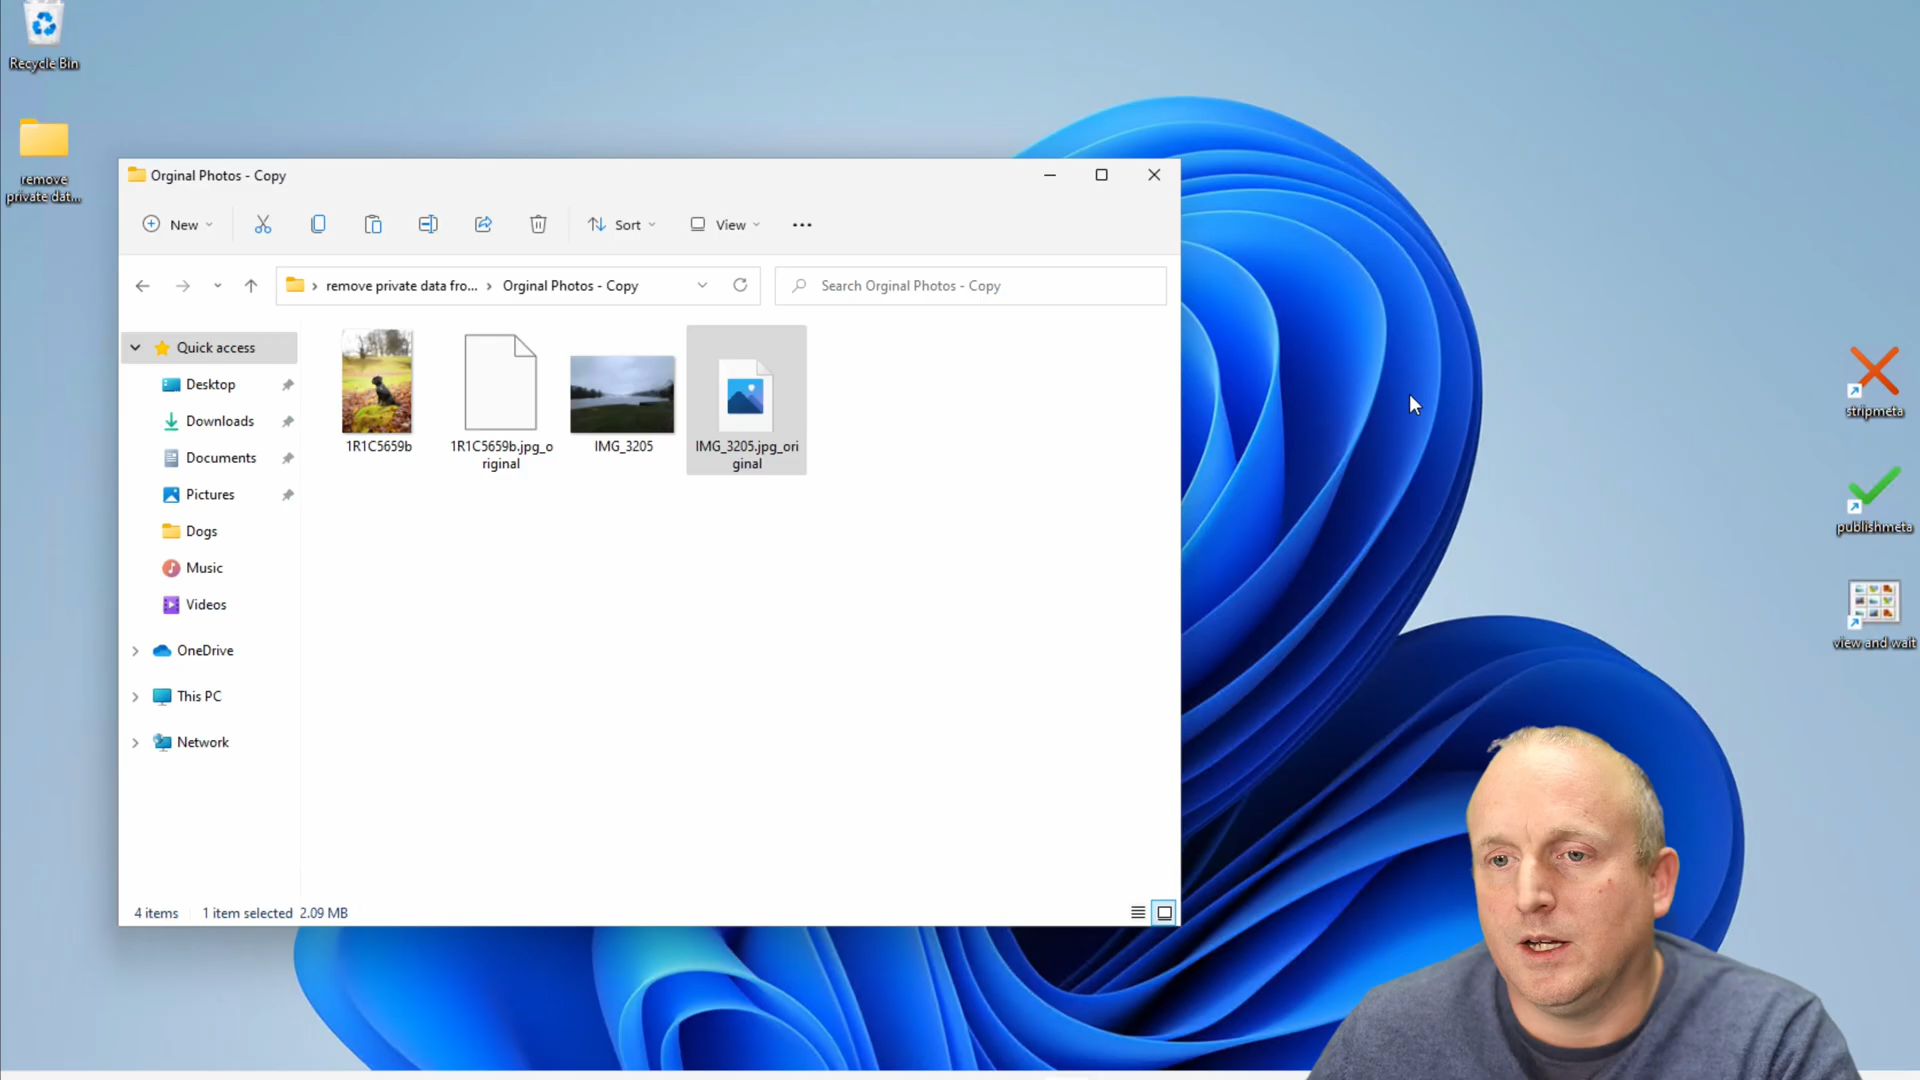 Recycle Bin
remove
private dat...
Orginal Photos - Copy
New
Sort
View
remove private data fro...
Orginal Photos - Copy
Search Orginal Photos - Copy
Quick access
Desktop
Downloads
Documents
Pictures
Dogs
Music
Videos
OneDrive
This PC
Network
1R1C5659b
1R1C5659b.jpg_o
riginal
IMG_3205
IMG_3205.jpg_ori
ginal
4 items
1 item selected 2.09 MB
stripmeta
publishmeta
view and wait